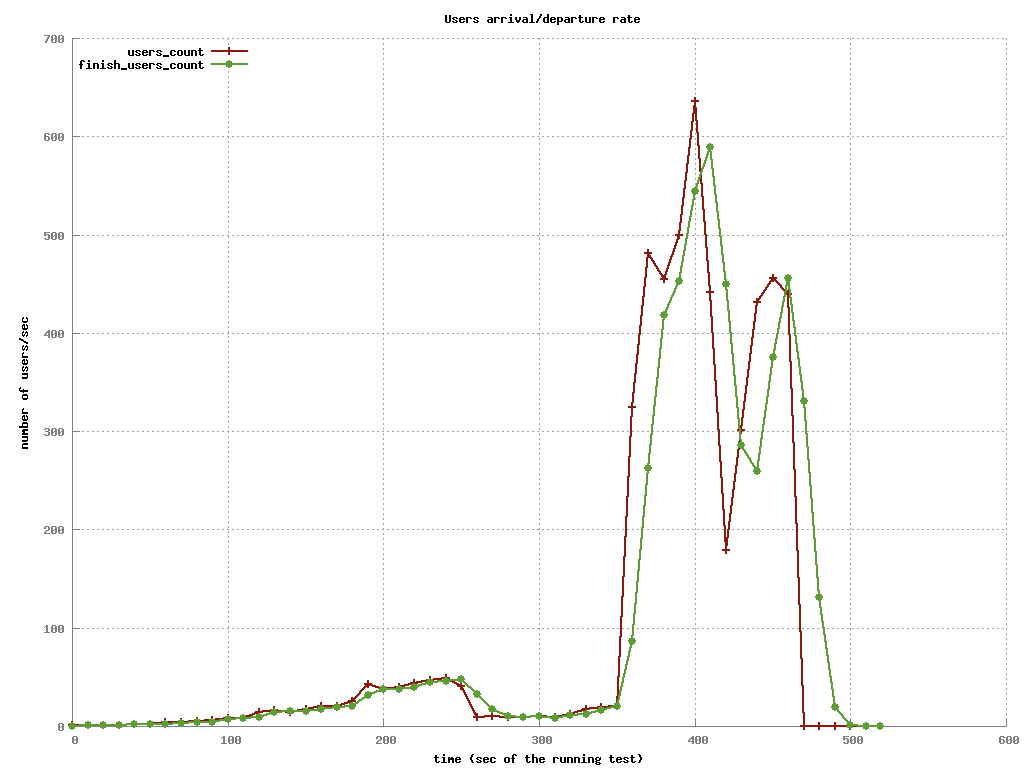 Users arrival/departure rate
700
users_count
finish_users_count
600
500
400
number of users/sec
300
200
100
0
0 100 200 300 400 500 600
time (sec of the running test)